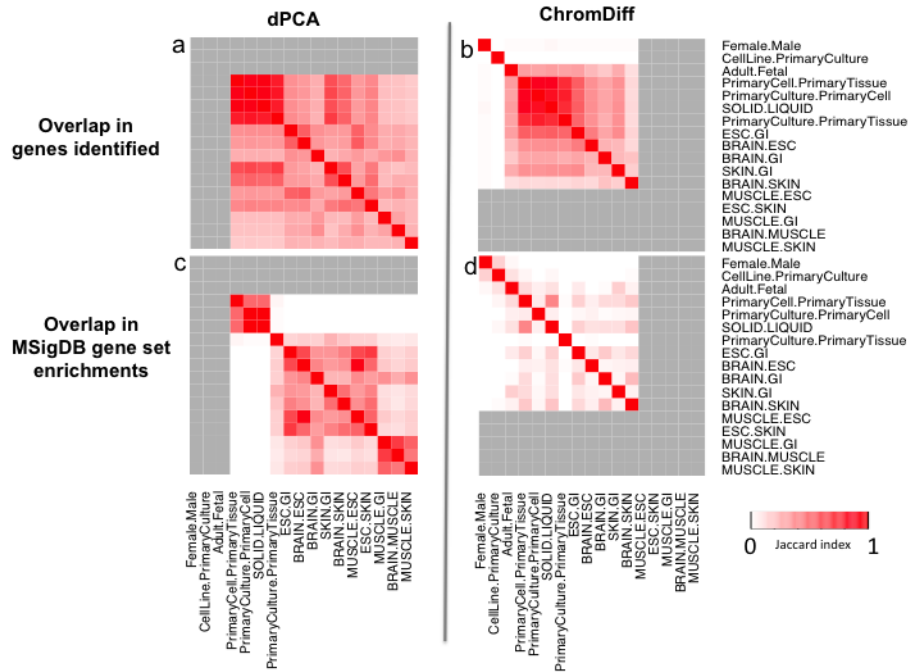 dPCA
ChromDiff
a
b
Overlap in
genes identified
Female.Male
CellLine.PrimaryCulture
Adult.Fetal
PrimaryCell.PrimaryTissue
PrimaryCulture.PrimaryCell
SOLID.LIQUID
PrimaryCulture.PrimaryTissue
ESC.GI
BRAIN.ESC
BRAIN.GI
SKIN.GI
BRAIN.SKIN
MUSCLE.ESC
ESC.SKIN
MUSCLE.GI
BRAIN.MUSCLE
MUSCLE.SKIN
c
d
Overlap in
MSigDB gene set
enrichments
Female.Male
CellLine.PrimaryCulture
Adult.Fetal
PrimaryCell.PrimaryTissue
PrimaryCulture.PrimaryCell
SOLID.LIQUID
PrimaryCulture.PrimaryTissue
ESC.GI
BRAIN.ESC
BRAIN.GI
SKIN.GI
BRAIN.SKIN
MUSCLE.ESC
ESC.SKIN
MUSCLE.GI
BRAIN.MUSCLE
MUSCLE.SKIN
Female.Male
CellLine.PrimaryCulture
Adult.Fetal
PrimaryCell.PrimaryTissue
PrimaryCulture.PrimaryCell
SOLID.LIQUID
PrimaryCulture.PrimaryTissue
ESC.GI
BRAIN.ESC
BRAIN.GI
SKIN.GI
BRAIN.SKIN
MUSCLE.ESC
ESC.SKIN
MUSCLE.GI
BRAIN.MUSCLE
MUSCLE.SKIN
Female.Male
CellLine.PrimaryCulture
Adult.Fetal
PrimaryCell.PrimaryTissue
PrimaryCulture.PrimaryCell
SOLID.LIQUID
PrimaryCulture.PrimaryTissue
ESC.GI
BRAIN.ESC
BRAIN.GI
SKIN.GI
BRAIN.SKIN
MUSCLE.ESC
ESC.SKIN
MUSCLE.GI
BRAIN.MUSCLE
MUSCLE.SKIN
0 Jaccard index 1